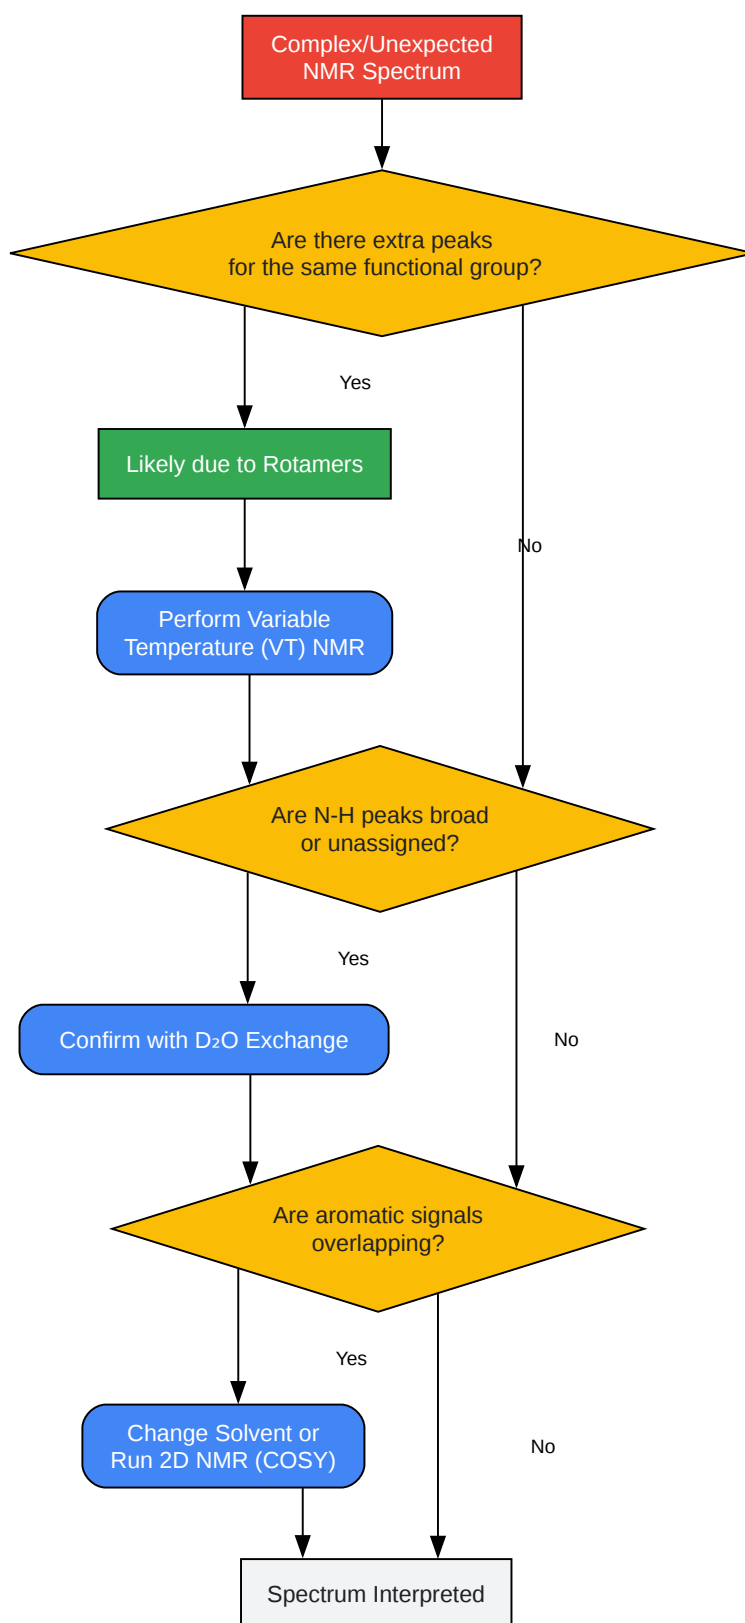 Complex/Unexpected
NMR Spectrum
Are there extra peaks
for the same functional group?
Yes
Likely due to Rotamers
No
Perform Variable
Temperature (VT) NMR
Are N-H peaks broad
or unassigned?
Yes
Confirm with D₂O Exchange
No
Are aromatic signals
overlapping?
Yes
Change Solvent or
Run 2D NMR (COSY)
No
Spectrum Interpreted